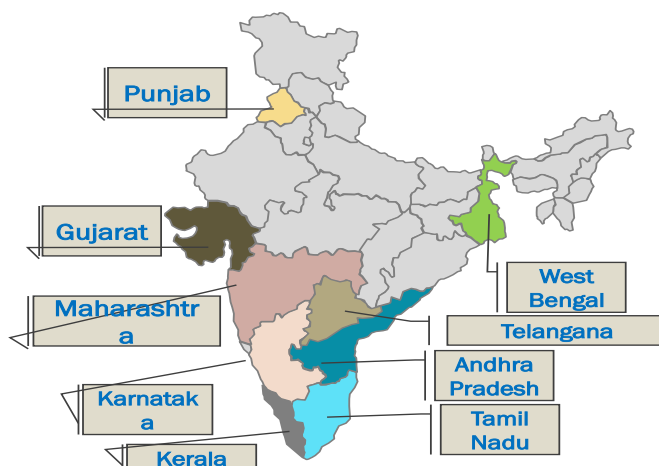 Punjab
Gujarat
Maharashtr
a
Karnatak
a
Kerala
West
Bengal
Telangana
Andhra
Pradesh
Tamil
Nadu